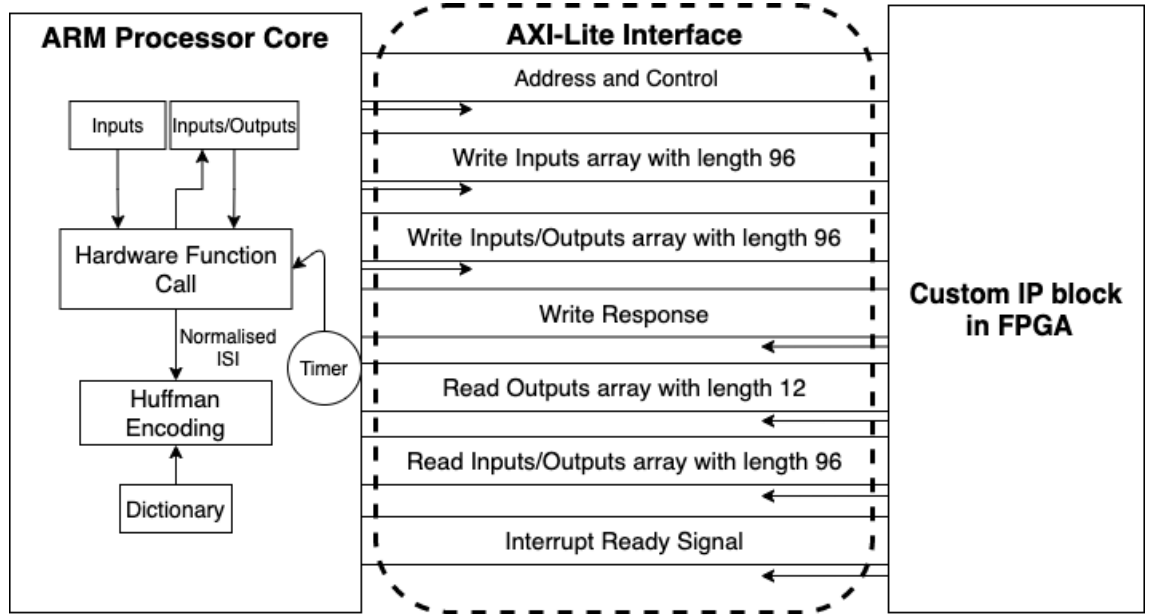 ARM Processor Core
Inputs
Inputs/Outputs
Hardware Function
Call
Normalised
ISI
Timer
Huffman
Encoding
Dictionary
AXI-Lite Interface
Address and Control
Write Inputs array with length 96
Write Inputs/Outputs array with length 96
Write Response
Read Outputs array with length 12
Read Inputs/Outputs array with length 96
Interrupt Ready Signal
Custom IP block
in FPGA